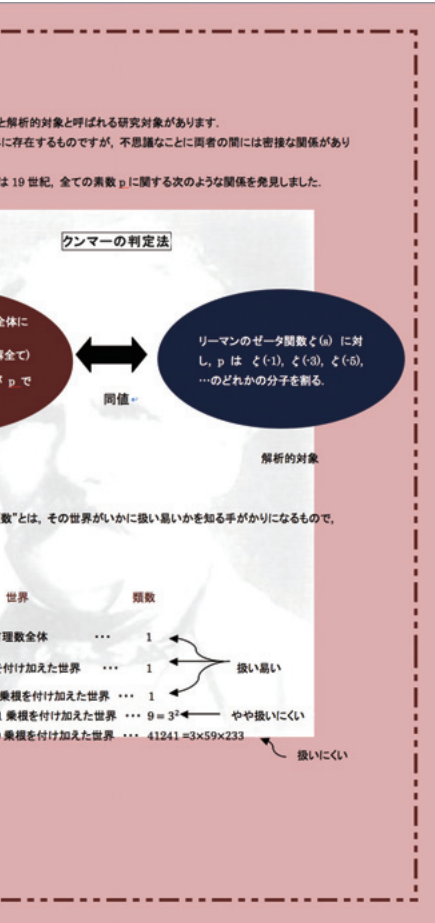 と解析的対象と呼ばれる研究対象があります.
に存在するものですが, 不思議なことに両者の間には密接な関係があり
は 19 世紀, 全ての素数 p に関する次のような関係を発見しました.
クンマーの判定法
全体に
全て)
p で
同値
リーマンのゼータ関数ζ(s) に対
し, p は ζ(-1), ζ(-3), ζ(-5),
…のどれかの分子を割る.
解析的対象
数”とは, その世界がいかに扱い易いかを知る手がかりになるもので,
世界 類数
理数全体 … 1
付け加えた世界 … 1 扱い易い
乗根を付け加えた世界 … 1
乗根を付け加えた世界 … 9 = 3² やや扱いにくい
乗根を付け加えた世界 … 41241 =3×59×233
扱いにくい